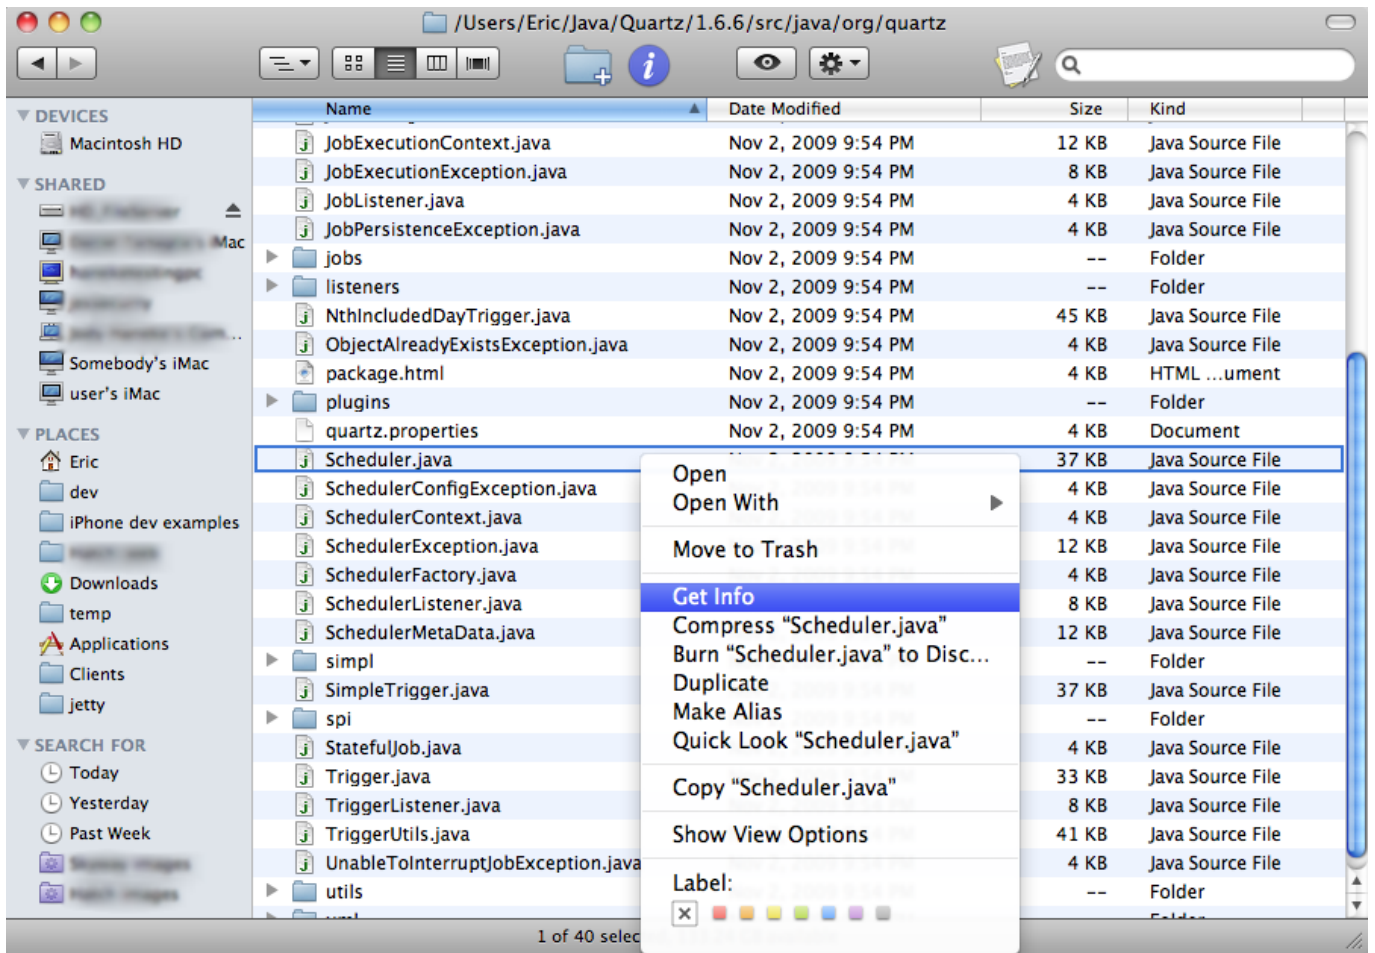 /Users/Eric/Java/Quartz/1.6.6/src/java/org/quartz
Name Date Modified Size Kind
DEVICES
Macintosh HD
SHARED
Mac
Somebody's iMac
user's iMac
PLACES
Eric
dev
iPhone dev examples
Downloads
temp
Applications
Clients
jetty
SEARCH FOR
Today
Yesterday
Past Week
JobExecutionContext.java Nov 2, 2009 9:54 PM 12 KB Java Source File
JobExecutionException.java Nov 2, 2009 9:54 PM 8 KB Java Source File
JobListener.java Nov 2, 2009 9:54 PM 4 KB Java Source File
JobPersistenceException.java Nov 2, 2009 9:54 PM 4 KB Java Source File
jobs Nov 2, 2009 9:54 PM -- Folder
listeners Nov 2, 2009 9:54 PM -- Folder
NthIncludedDayTrigger.java Nov 2, 2009 9:54 PM 45 KB Java Source File
ObjectAlreadyExistsException.java Nov 2, 2009 9:54 PM 4 KB Java Source File
package.html Nov 2, 2009 9:54 PM 4 KB HTML ...ument
plugins Nov 2, 2009 9:54 PM -- Folder
quartz.properties Nov 2, 2009 9:54 PM 4 KB Document
Scheduler.java 37 KB Java Source File
SchedulerConfigException.java 4 KB Java Source File
SchedulerContext.java 4 KB Java Source File
SchedulerException.java 12 KB Java Source File
SchedulerFactory.java 4 KB Java Source File
SchedulerListener.java 8 KB Java Source File
SchedulerMetaData.java 12 KB Java Source File
simpl -- Folder
SimpleTrigger.java 37 KB Java Source File
spi -- Folder
StatefulJob.java 4 KB Java Source File
Trigger.java 33 KB Java Source File
TriggerListener.java 8 KB Java Source File
TriggerUtils.java 41 KB Java Source File
UnableToInterruptJobException.java 4 KB Java Source File
utils -- Folder
Open
Open With
Move to Trash
Get Info
Compress “Scheduler.java”
Burn “Scheduler.java” to Disc...
Duplicate
Make Alias
Quick Look “Scheduler.java”
Copy “Scheduler.java”
Show View Options
Label:
1 of 40 selec